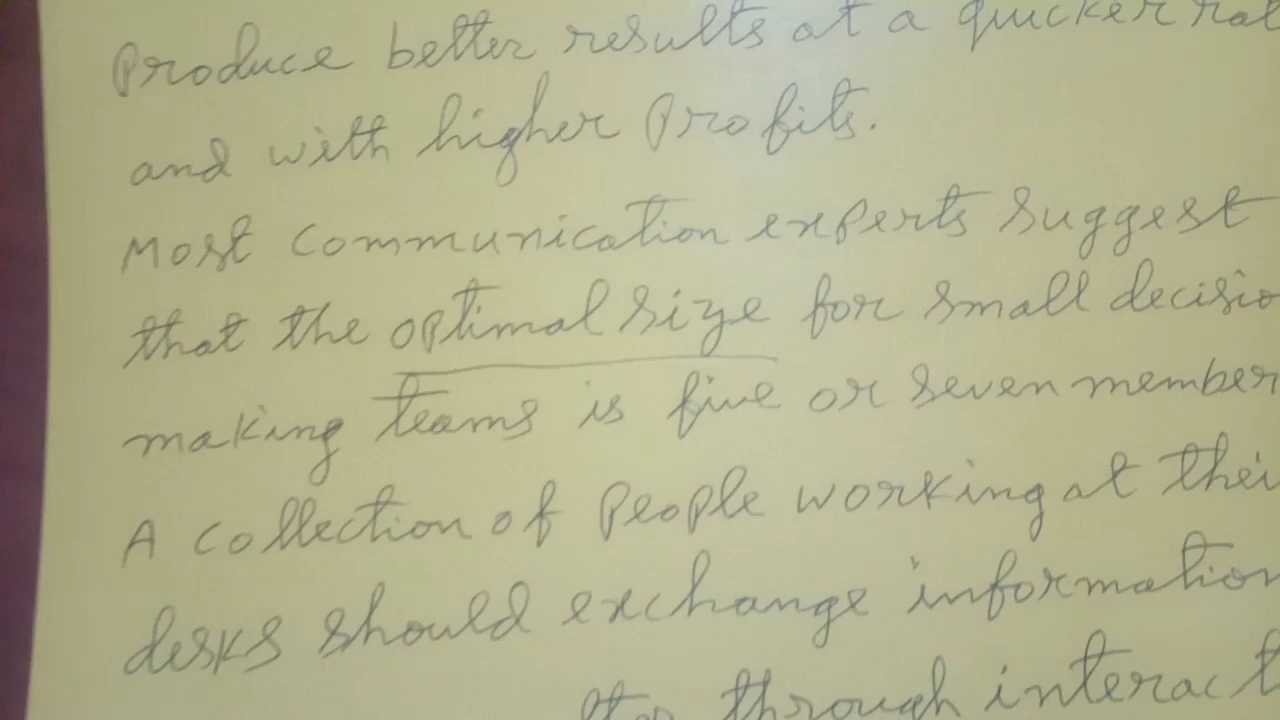 Produce better results at a quicker rat
and with higher Profits.
Most communication experts suggest
that the optimal size for small decisio
making teams is five or seven member
A collection of People working at thei
desks should exchange information
through interact